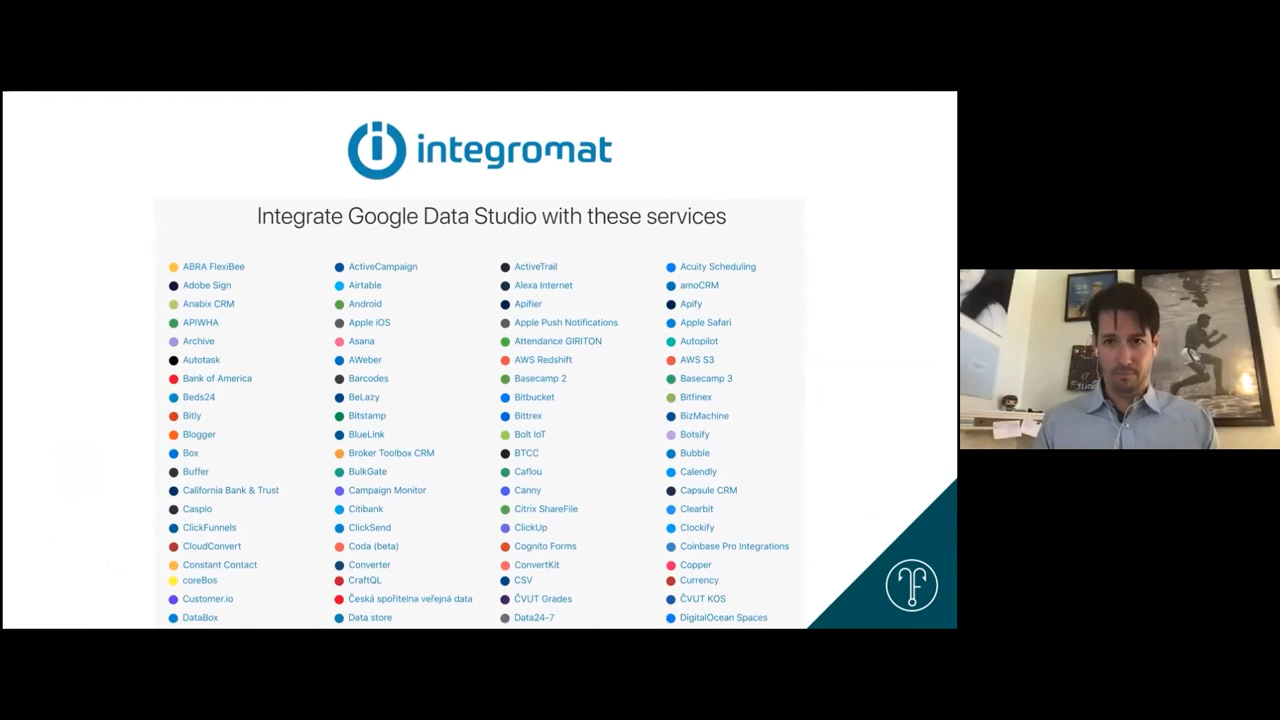 integromat
Integrate Google Data Studio with these services
ABRA FlexiBee ActiveCampaign ActiveTrail Acuity Scheduling
Adobe Sign Airtable Alexa Internet amoCRM
Anabix CRM Android Apifier Apify
APIWHA Apple iOS Apple Push Notifications Apple Safari
Archive Asana Attendance GIRITON Autopilot
Autotask AWeber AWS Redshift AWS S3
Bank of America Barcodes Basecamp 2 Basecamp 3
Beds24 BeLazy Bitbucket Bitfinex
Bitly Bitstamp Bittrex BizMachine
Blogger BlueLink Bolt IoT Botsify
Box Broker Toolbox CRM BTCC Bubble
Buffer BulkGate Caflou Calendly
California Bank & Trust Campaign Monitor Canny Capsule CRM
Caspio Citibank Citrix ShareFile Clearbit
ClickFunnels ClickSend ClickUp Clockify
CloudConvert Coda (beta) Cognito Forms Coinbase Pro Integrations
Constant Contact Converter ConvertKit Copper
coreBos CraftQL CSV Currency
Customer.io Česká spořitelna veřejná data ČVUT Grades ČVUT KOS
DataBox Data store Data24-7 DigitalOcean Spaces